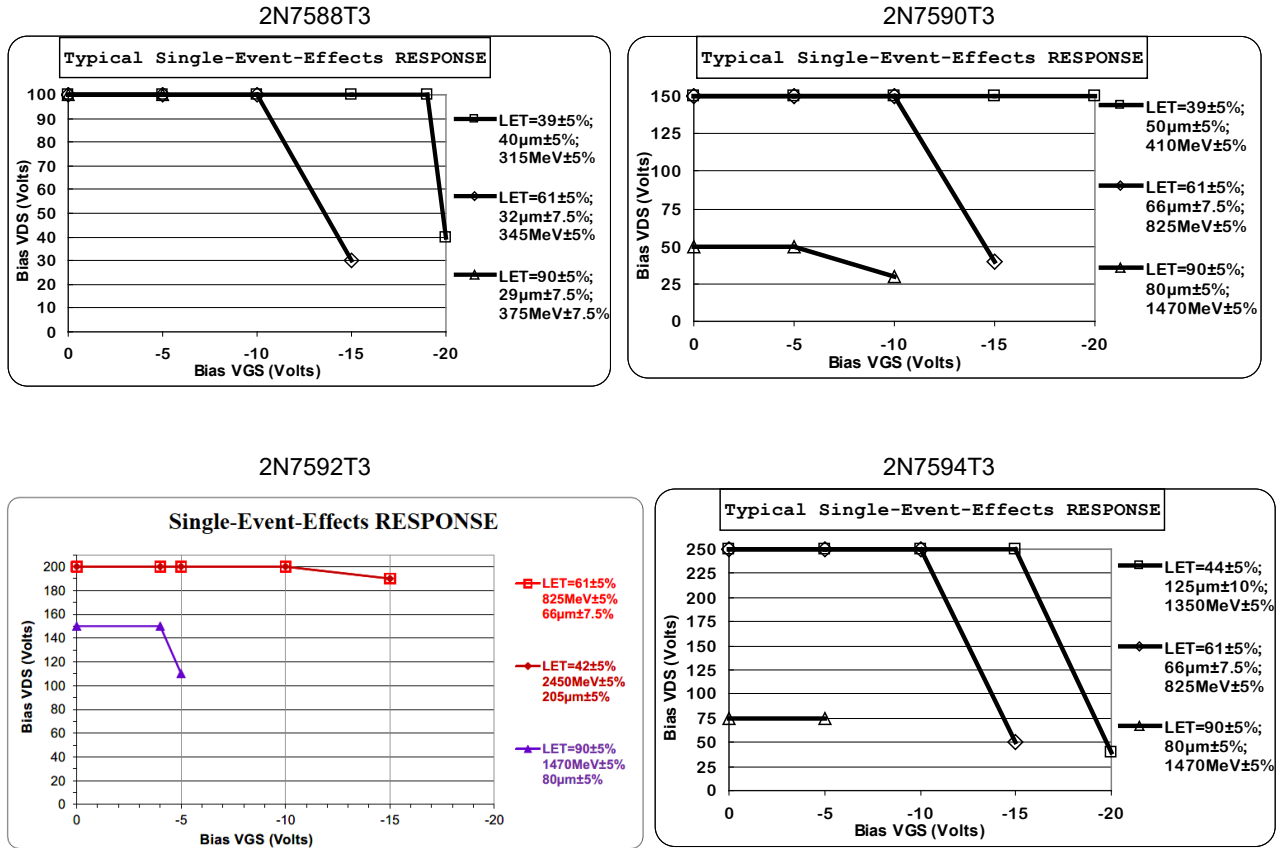 2N7588T3
Typical Single-Event-Effects RESPONSE
100
90
80
70
60
50
40
30
20
10
0
Bias VDS (Volts)
0 -5 -10 -15 -20
Bias VGS (Volts)
LET=39±5%;
40µm±5%;
315MeV±5%
LET=61±5%;
32µm±7.5%;
345MeV±5%
LET=90±5%;
29µm±7.5%;
375MeV±7.5%
2N7590T3
Typical Single-Event-Effects RESPONSE
150
125
100
75
50
25
0
Bias VDS (Volts)
0 -5 -10 -15 -20
Bias VGS (Volts)
LET=39±5%;
50µm±5%;
410MeV±5%
LET=61±5%;
66µm±7.5%;
825MeV±5%
LET=90±5%;
80µm±5%;
1470MeV±5%
2N7592T3
Single-Event-Effects RESPONSE
200
180
160
140
120
100
80
60
40
20
0
Bias VDS (Volts)
0 -5 -10 -15 -20
Bias VGS (Volts)
LET=61±5%
825MeV±5%
66µm±7.5%
LET=42±5%
2450MeV±5%
205µm±5%
LET=90±5%
1470MeV±5%
80µm±5%
2N7594T3
Typical Single-Event-Effects RESPONSE
250
225
200
175
150
125
100
75
50
25
0
Bias VDS (Volts)
0 -5 -10 -15 -20
Bias VGS (Volts)
LET=44±5%;
125µm±10%;
1350MeV±5%
LET=61±5%;
66µm±7.5%;
825MeV±5%
LET=90±5%;
80µm±5%;
1470MeV±5%